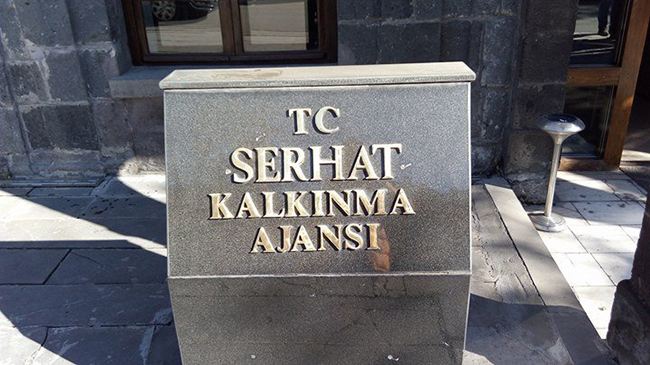 TC
SERHAT
KALKINMA
AJANSI